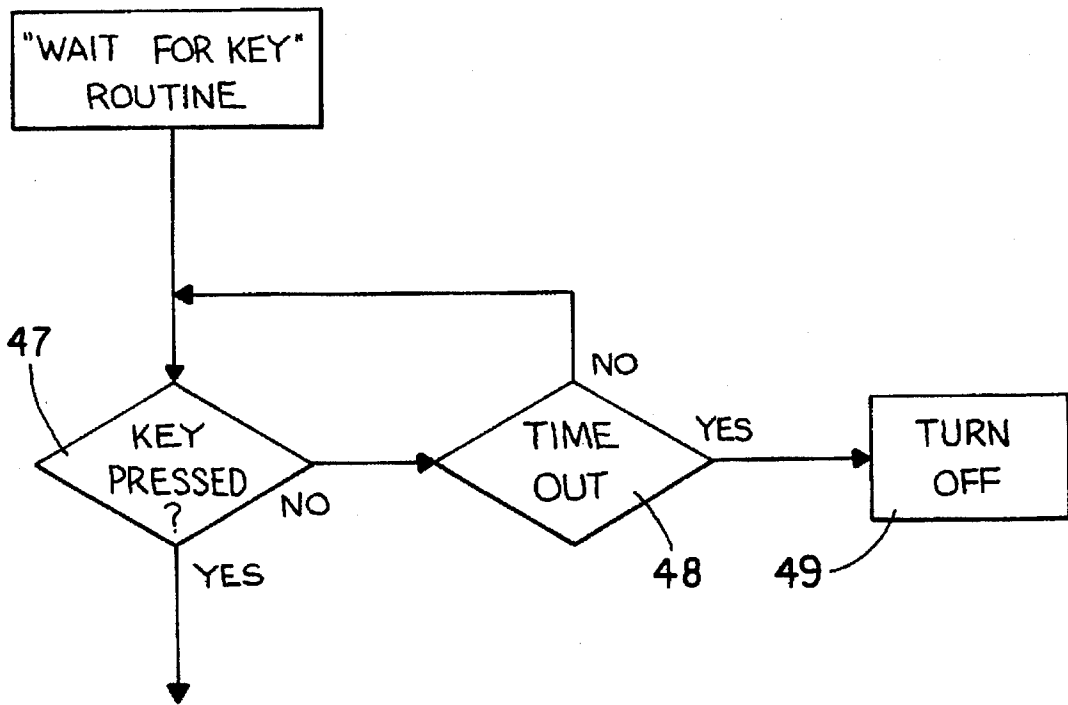 "WAIT FOR KEY"
ROUTINE
47
KEY
PRESSED
?
NO
YES
NO
TIME
OUT
YES
48
TURN
OFF
49